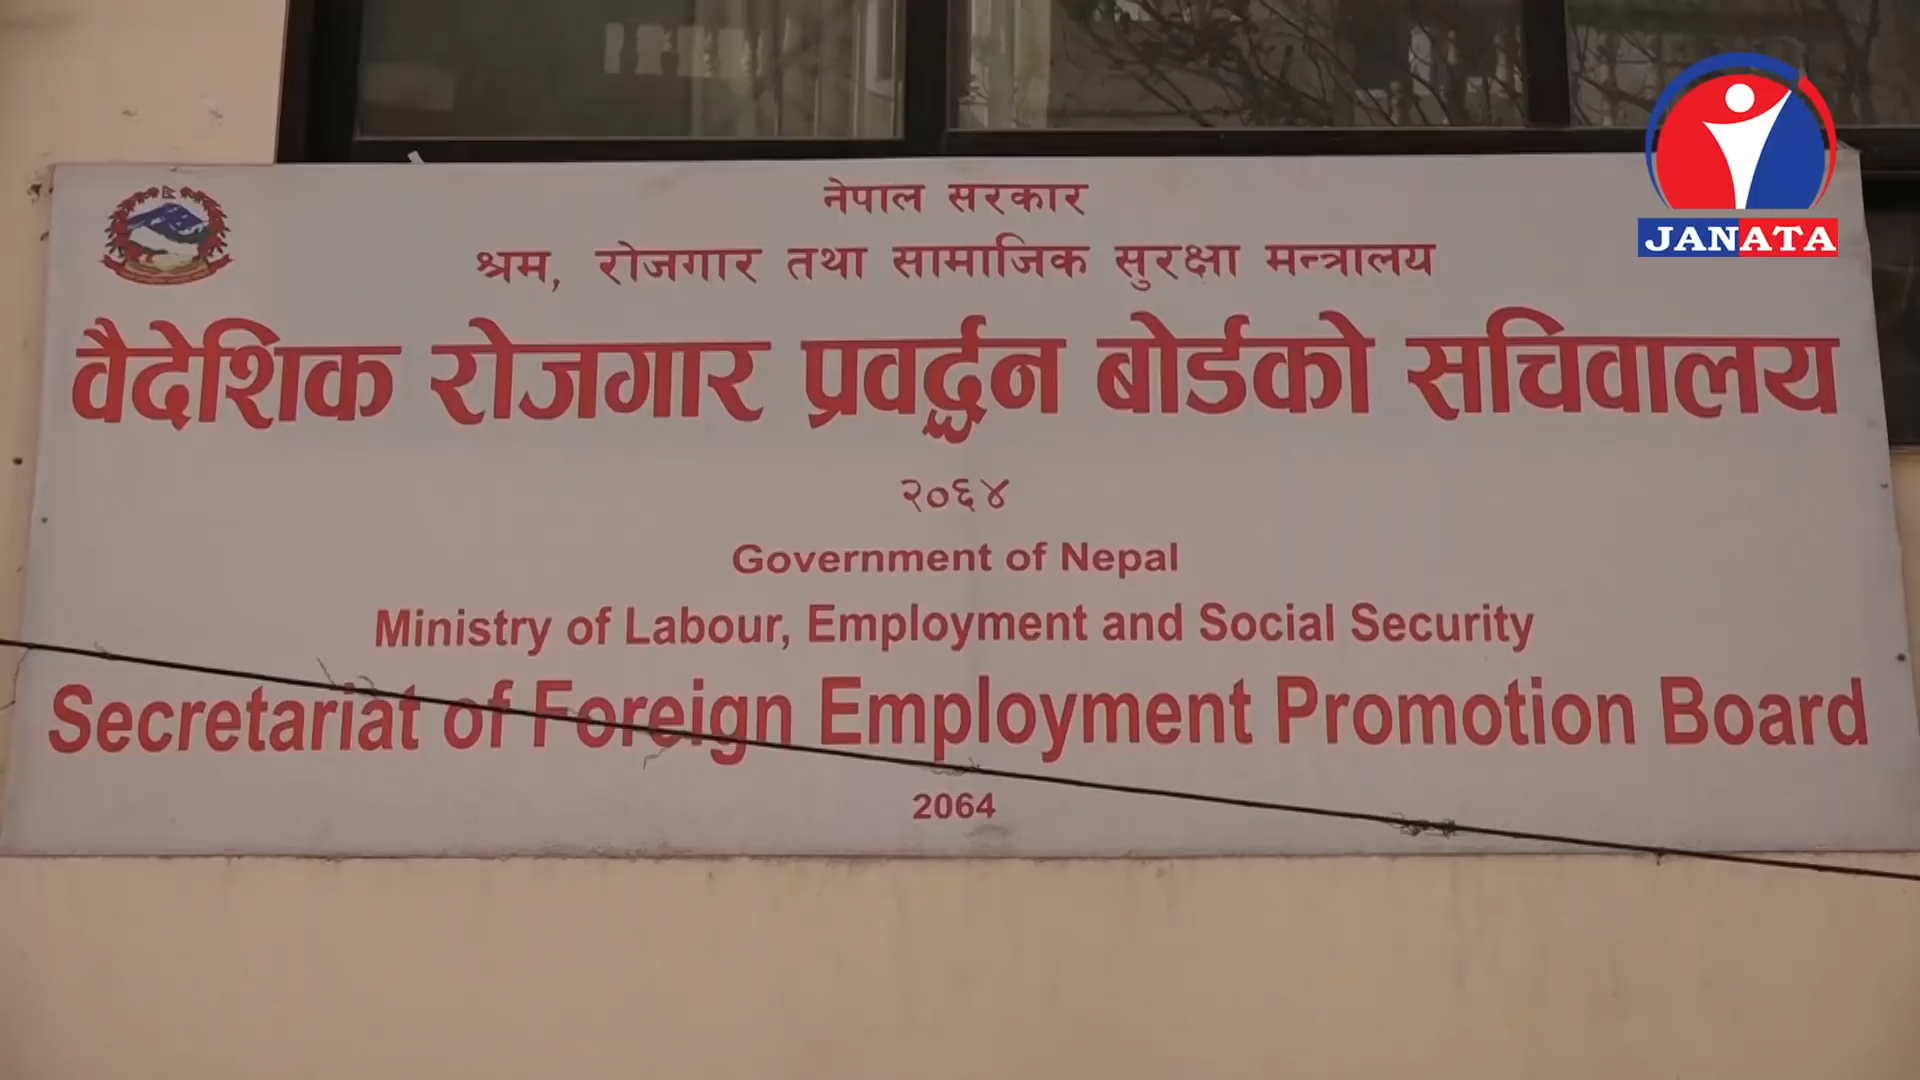 नेपाल सरकार
श्रम, रोजगार तथा सामाजिक सुरक्षा मन्त्रालय
वैदेशिक रोजगार प्रवर्द्धन बोर्डको सचिवालय
२०६४
Government of Nepal
Ministry of Labour, Employment and Social Security
Secretariat of Foreign Employment Promotion Board
2064
JANATA